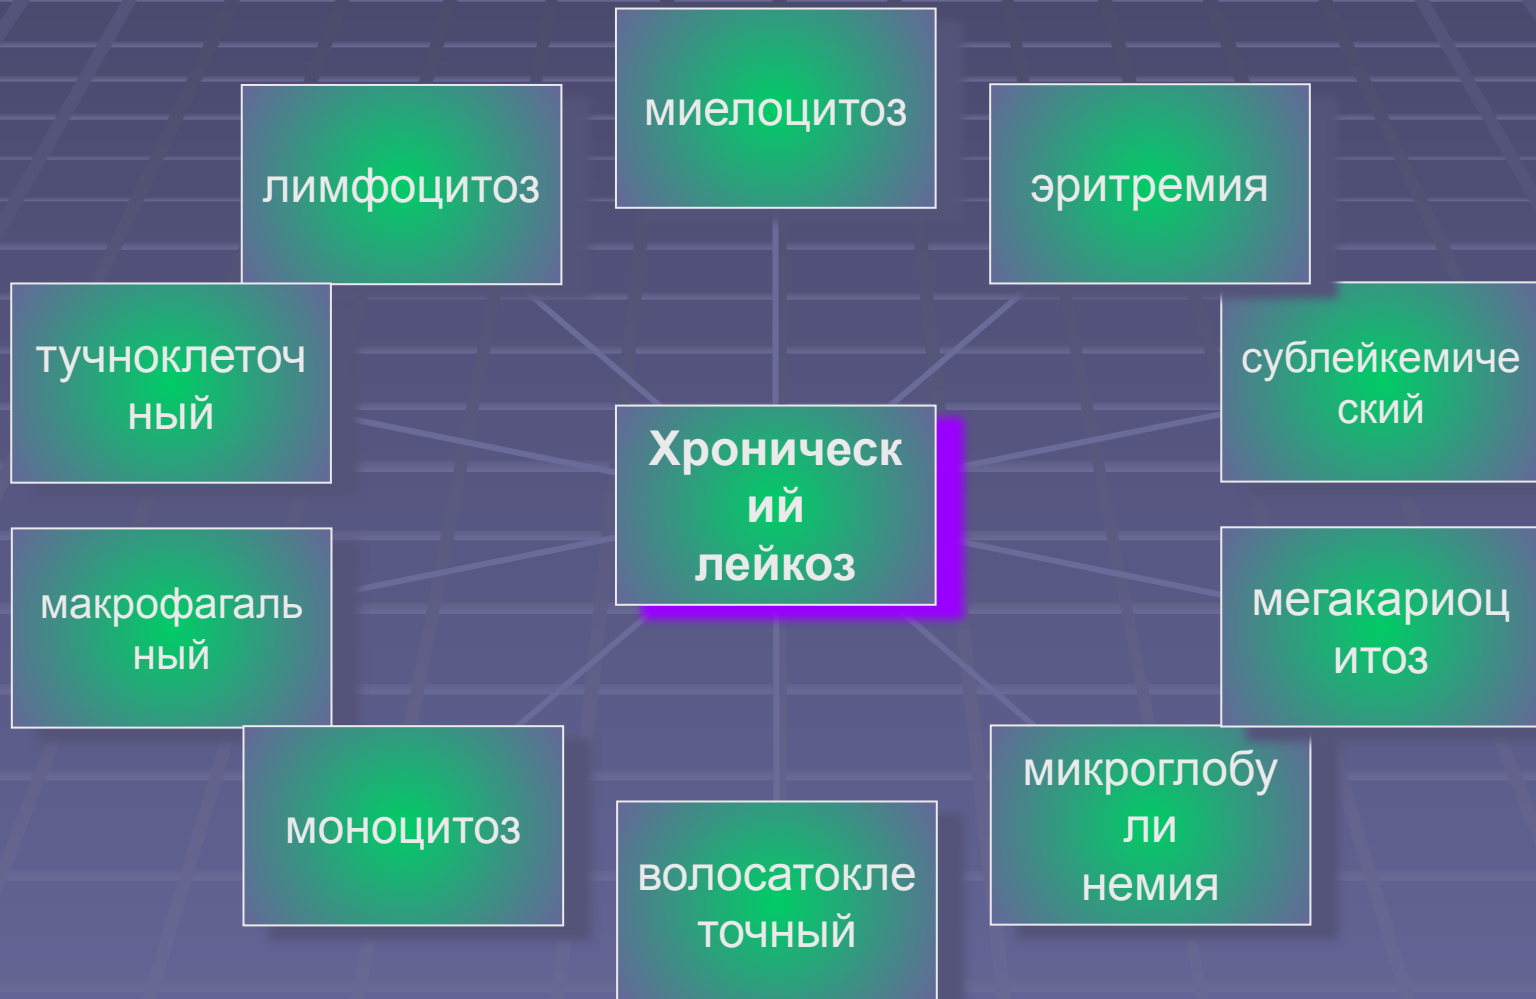 миелоцитоз
лимфоцитоз
эритремия
тучноклеточ
ный
сублейкемиче
ский
Хроническ
ий
лейкоз
макрофагаль
ный
мегакариоц
итоз
моноцитоз
микроглобу
ли
немия
волосатокле
точный